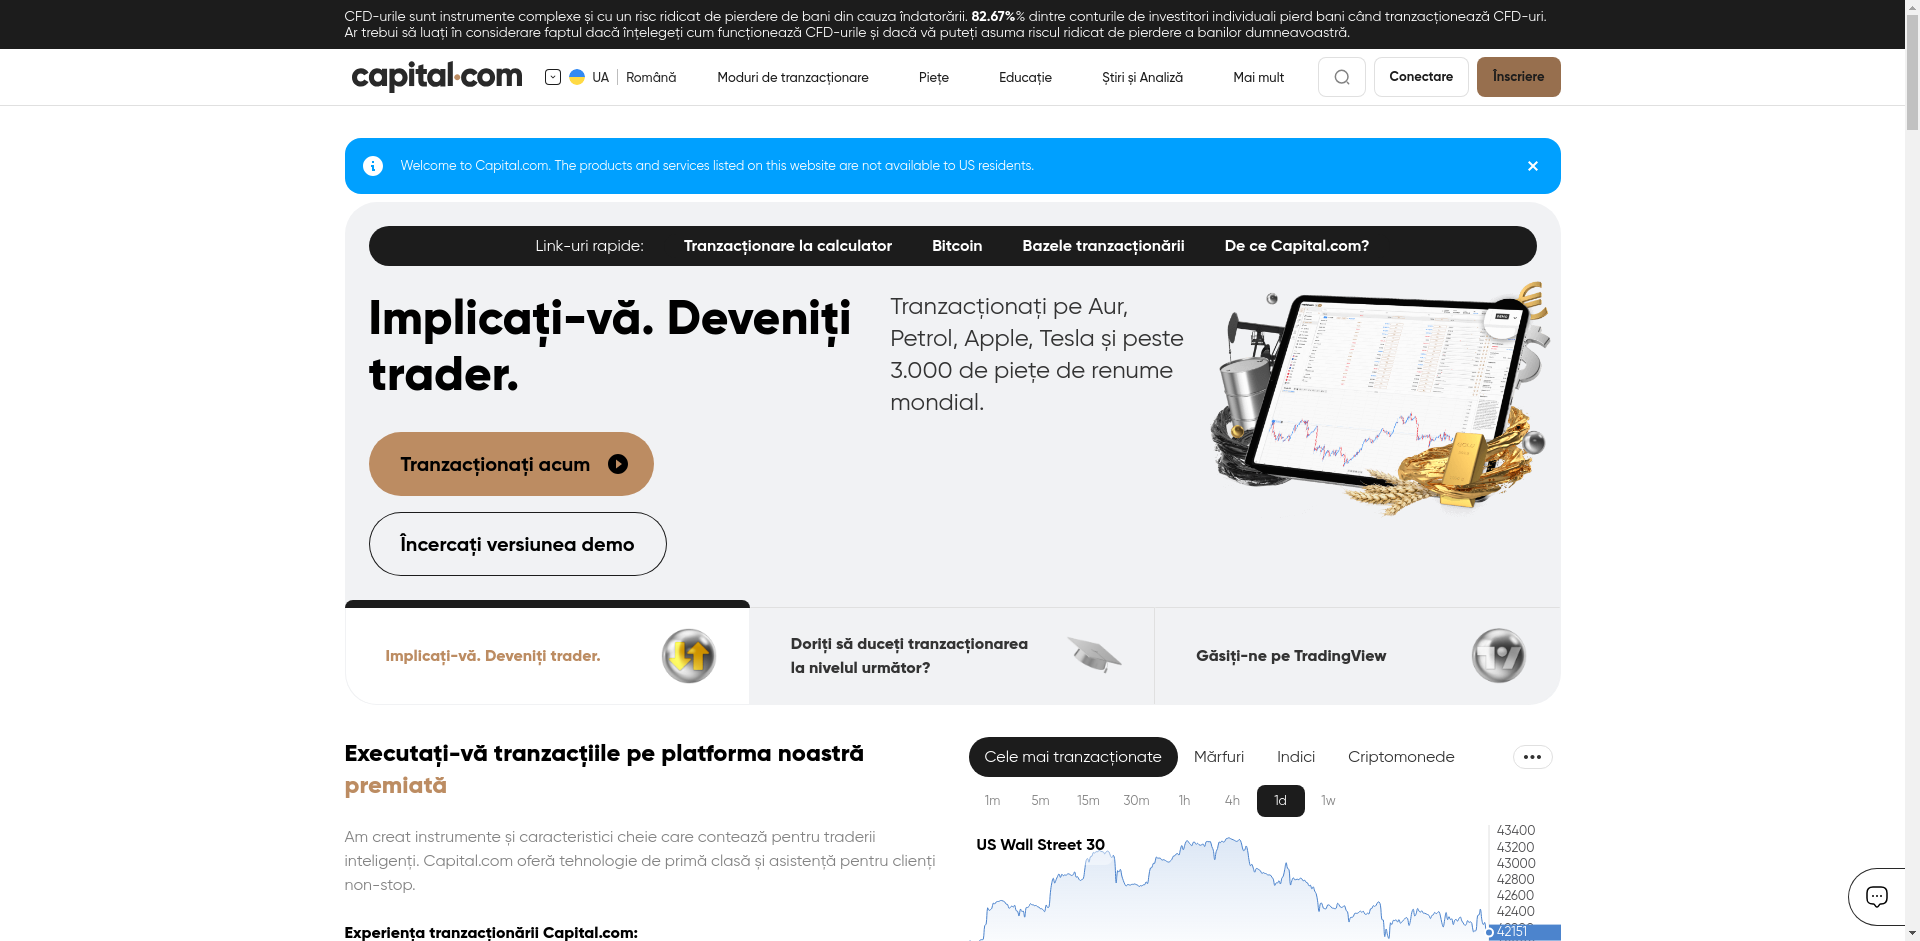 CFD-urile sunt instrumente complexe și cu un risc ridicat de pierdere de bani din cauza îndatorării. 82.67%% dintre conturile de investitori individuali pierd bani când tranzacționează CFD-uri.
Ar trebui să luați în considerare faptul dacă înțelegeți cum funcționează CFD-urile și dacă vă puteți asuma riscul ridicat de pierdere a banilor dumneavoastră.
capital.com
UA
Română
Moduri de tranzacționare
Piețe
Educație
Știri și Analiză
Mai mult
Conectare
Înscriere
Welcome to Capital.com. The products and services listed on this website are not available to US residents.
Link-uri rapide:
Tranzacționare la calculator
Bitcoin
Bazele tranzacționării
De ce Capital.com?
Implicați-vă. Deveniți
trader.
Tranzacționați pe Aur,
Petrol, Apple, Tesla și peste
3.000 de piețe de renume
mondial.
Tranzacționați acum
Încercați versiunea demo
Implicați-vă. Deveniți trader.
Doriți să duceți tranzacționarea
la nivelul următor?
Găsiți-ne pe TradingView
Executați-vă tranzacțiile pe platforma noastră
premiată
Am creat instrumente și caracteristici cheie care contează pentru traderii
inteligenți. Capital.com oferă tehnologie de primă clasă și asistență pentru clienți
non-stop.
Experiența tranzacționării Capital.com:
Cele mai tranzacționate
Mărfuri
Indici
Criptomonede
1m
5m
15m
30m
1h
4h
1d
1w
US Wall Street 30
43400
43200
43000
42800
42600
42400
42151